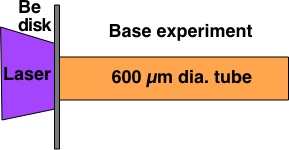 Be
disk
Base experiment
Laser
600 µm dia. tube